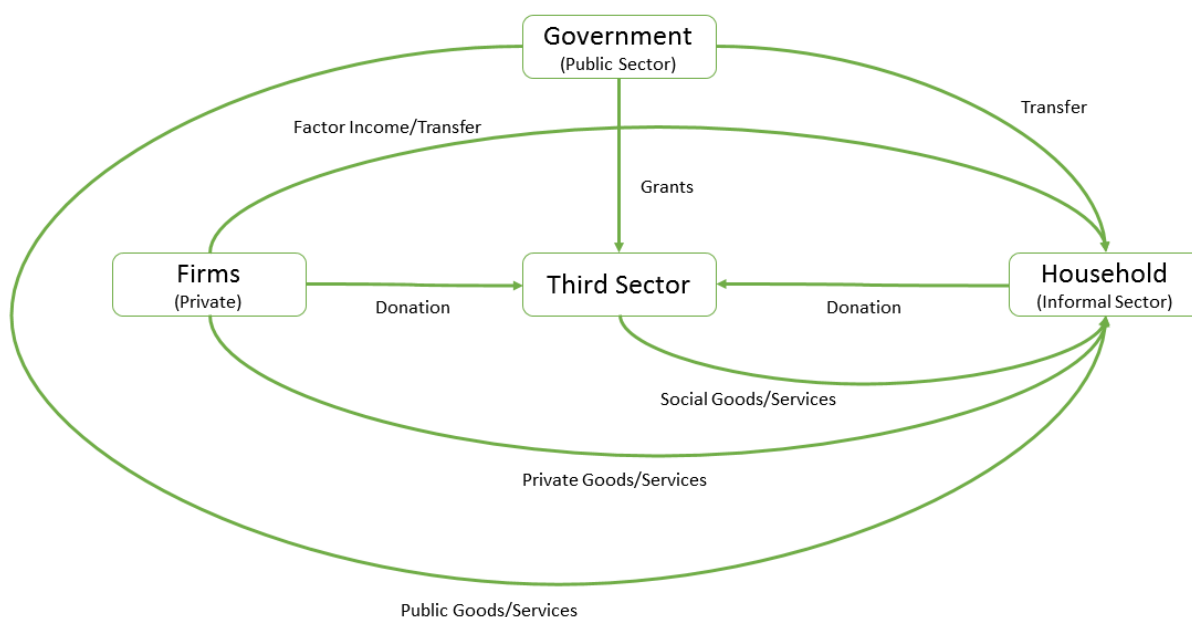 Government
(Public Sector)
Transfer
Factor Income/Transfer
Grants
Firms
(Private)
Third Sector
Household
(Informal Sector)
Donation
Donation
Social Goods/Services
Private Goods/Services
Public Goods/Services